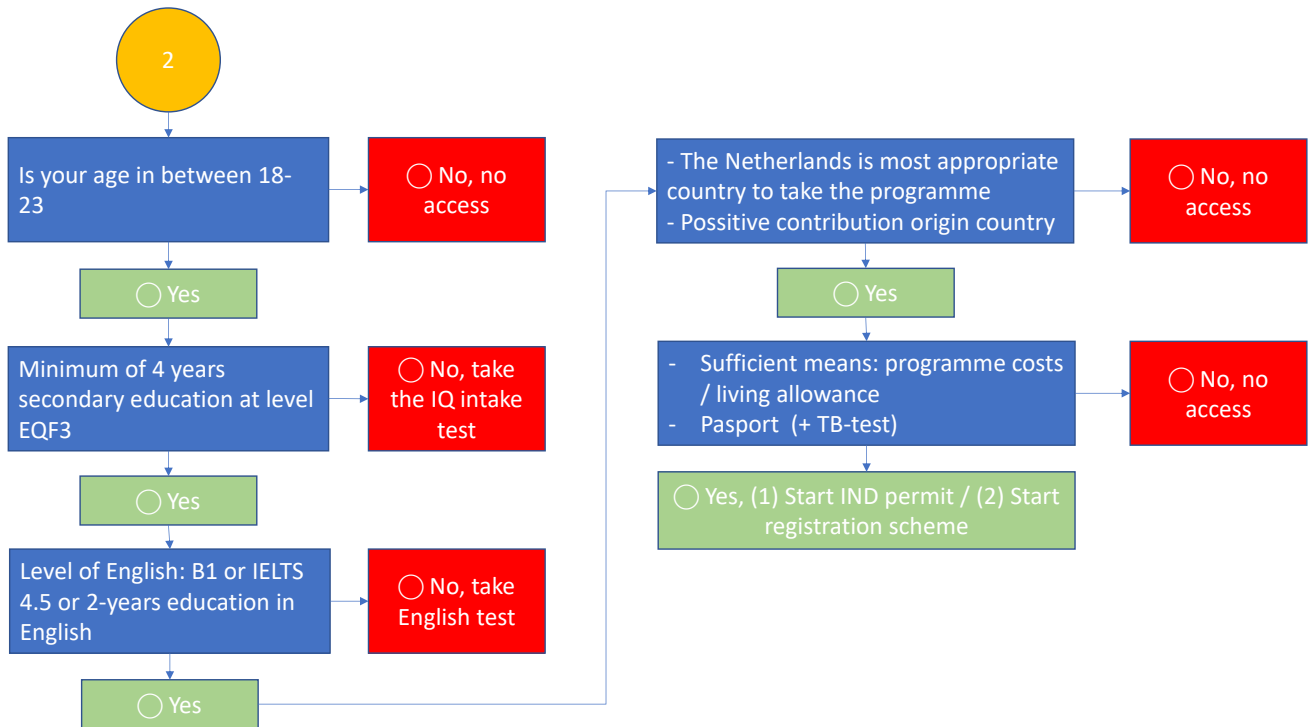 2
Is your age in between 18-
23
◯ No, no
access
◯ Yes
Minimum of 4 years
secondary education at level
EQF3
◯ No, take
the IQ intake
test
◯ Yes
Level of English: B1 or IELTS
4.5 or 2-years education in
English
◯ No, take
English test
◯ Yes
- The Netherlands is most appropriate
country to take the programme
- Possitive contribution origin country
◯ No, no
access
◯ Yes
- Sufficient means: programme costs
/ living allowance
- Pasport (+ TB-test)
◯ No, no
access
◯ Yes, (1) Start IND permit / (2) Start
registration scheme